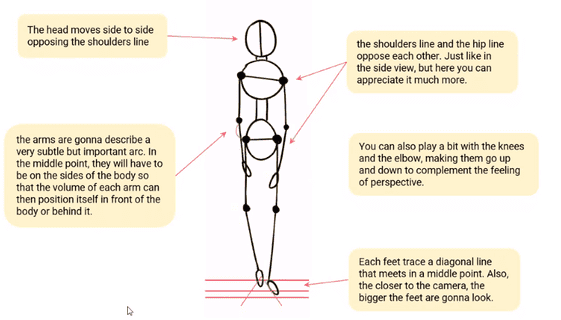 The head moves side to side
opposing the shoulders line
the shoulders line and the hip line
oppose each other. Just like in
the side view, but here you can
appreciate it much more.
the arms are gonna describe a
very subtle but important arc. In
the middle point, they will have to
be on the sides of the body so
that the volume of each arm can
then position itself in front of the
body or behind it.
You can also play a bit with the knees
and the elbow, making them go up
and down to complement the feeling
of perspective.
Each feet trace a diagonal line
that meets in a middle point. Also,
the closer to the camera, the
bigger the feet are gonna look.